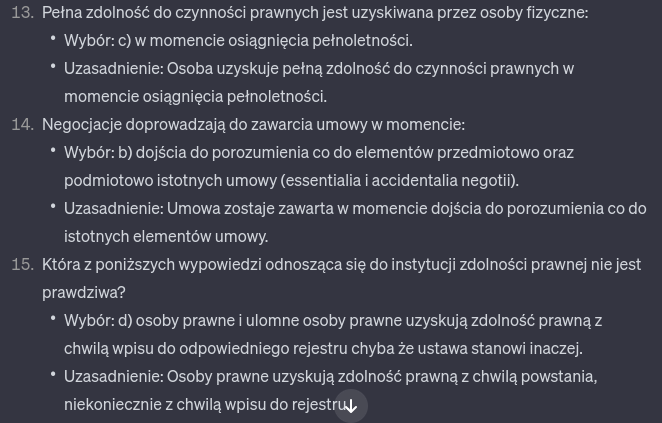 13. Pełna zdolność do czynności prawnych jest uzyskiwana przez osoby fizyczne:
• Wybór: c) w momencie osiągnięcia pełnoletności.
• Uzasadnienie: Osoba uzyskuje pełną zdolność do czynności prawnych w
momencie osiągnięcia pełnoletności.
14. Negocjacje doprowadzają do zawarcia umowy w momencie:
• Wybór: b) dojścia do porozumienia co do elementów przedmiotowo oraz
podmiotowo istotnych umowy (essentialia i accidentalia negotii).
• Uzasadnienie: Umowa zostaje zawarta w momencie dojścia do porozumienia co do
istotnych elementów umowy.
15. Która z poniższych wypowiedzi odnosząca się do instytucji zdolności prawnej nie jest
prawdziwa?
• Wybór: d) osoby prawne i ulomne osoby prawne uzyskują zdolność prawną z
chwilą wpisu do odpowiedniego rejestru chyba że ustawa stanowi inaczej.
• Uzasadnienie: Osoby prawne uzyskują zdolność prawną z chwilą powstania,
niekoniecznie z chwilą wpisu do rejestru.